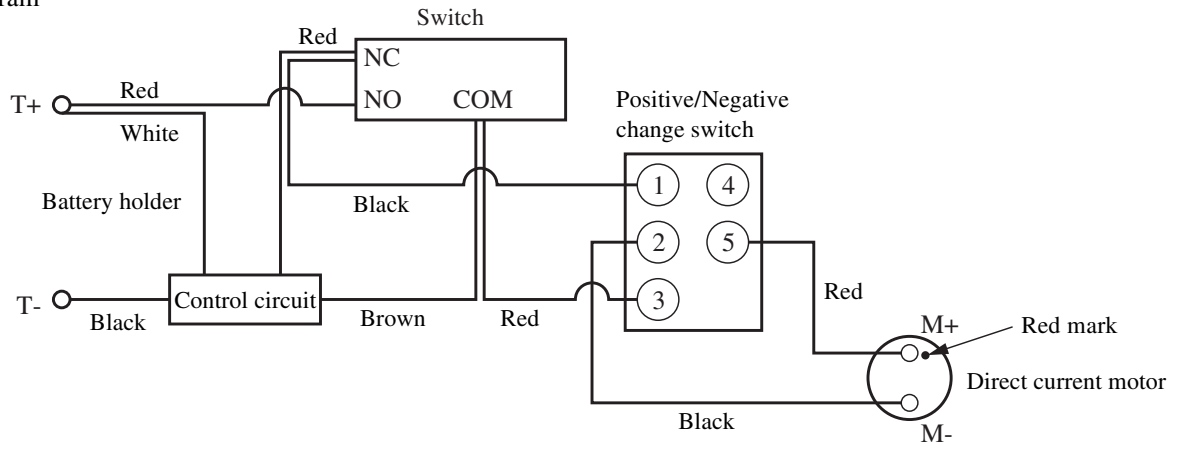 Switch
Red
NC
T+
Red
NO
COM
White
Positive/Negative
change switch
1
4
Battery holder
Black
2
5
T-
Control circuit
3
Black
Brown
Red
Red
M+
Red mark
Direct current motor
Black
M-